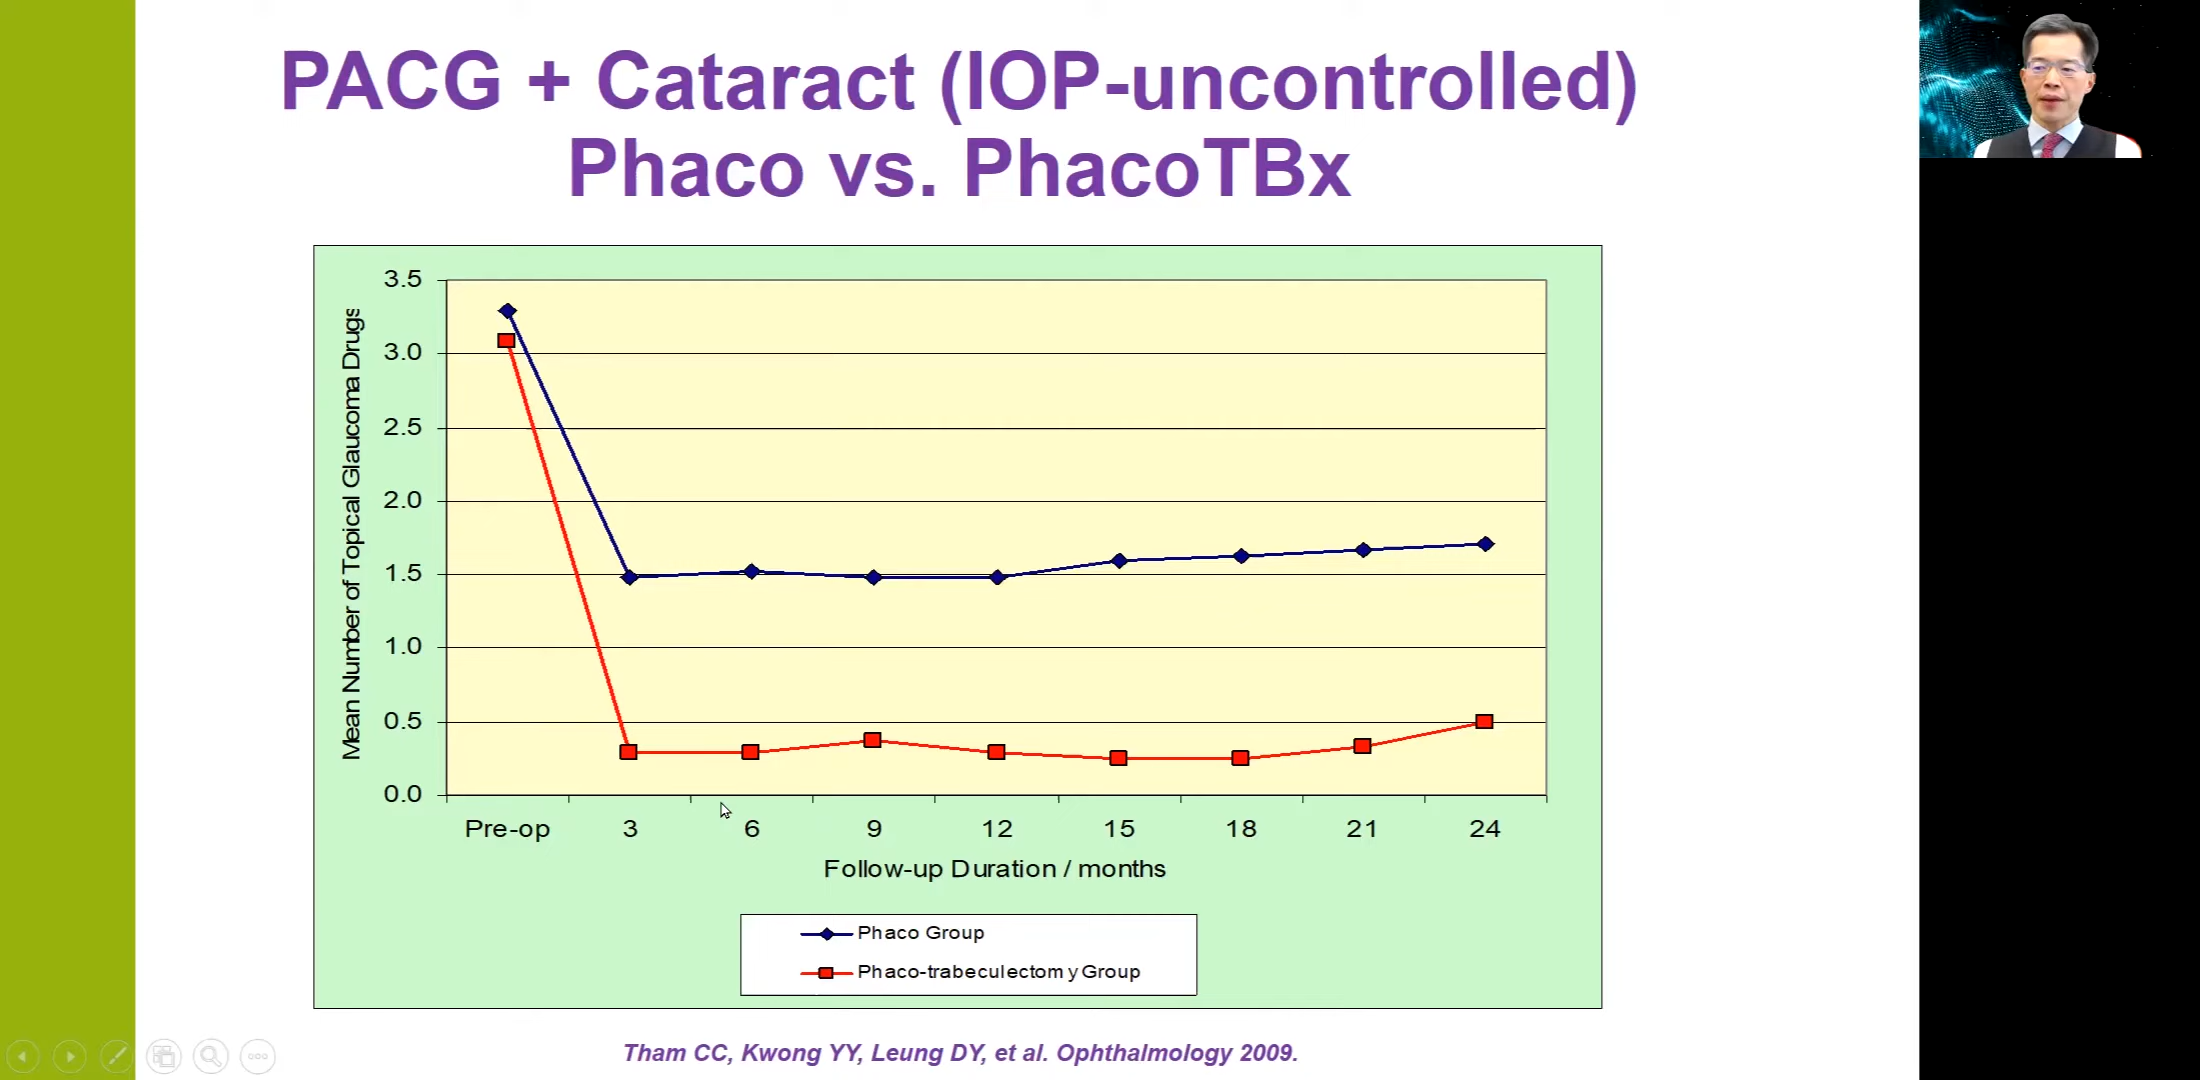 PACG + Cataract (IOP-uncontrolled)
Phaco vs. PhacoTBx
Mean Number of Topical Glaucoma Drugs
3.5
3.0
2.5
2.0
1.5
1.0
0.5
0.0
Pre-op 3 6 9 12 15 18 21 24
Follow-up Duration / months
Phaco Group
Phaco-trabeculectomy Group
Tham CC, Kwong YY, Leung DY, et al. Ophthalmology 2009.